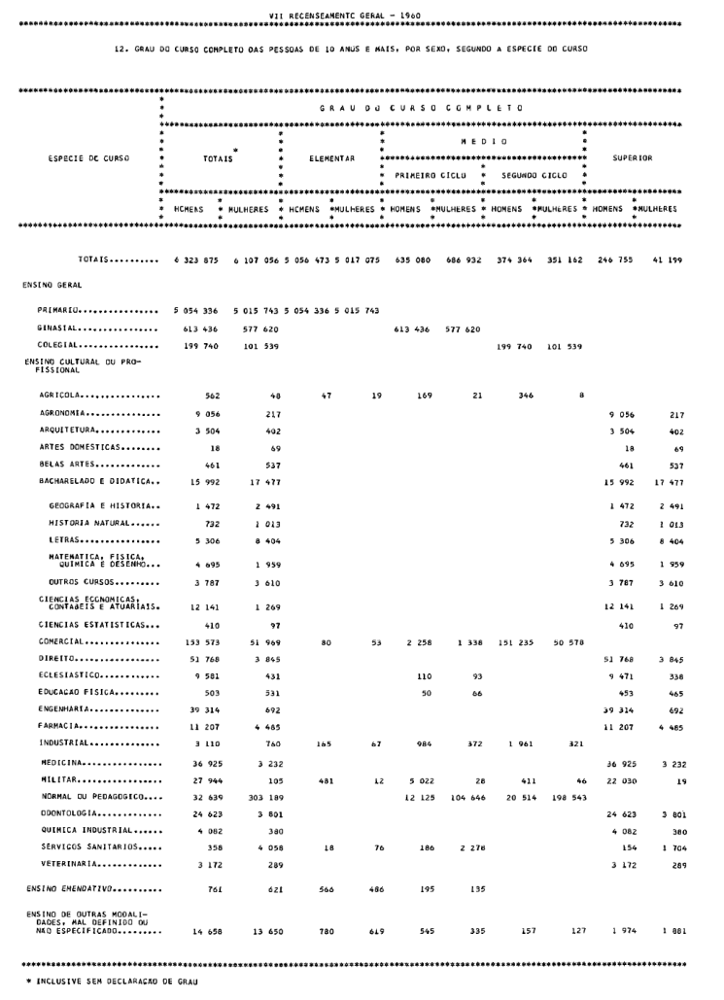 VII RECENSEAMENTC GERAL - 1960
12. GRAU DO CURSO COMPLETO DAS PESSOAS DE 10 ANOS E MAIS, POR SEXO, SEGUNDO A ESPECIE DO CURSO
G R A U  D O  C U R S O  C O M P L E T O
M E D I O
ESPECIE DE CURSO TOTAIS * ELEMENTAR SUPERIOR
PRIMEIRO CICLO * SEGUNDO CICLO
HOMENS * MULHERES * HOMENS *MULHERES * HOMENS *MULHERES * HOMENS *MULHERES * HOMENS *MULHERES
TOTAIS.......... 6 323 875 6 107 056 5 056 473 5 017 075 635 080 686 932 374 364 351 162 246 755 41 199
ENSINO GERAL
PRIMARIO................ 5 054 336 5 015 743 5 054 336 5 015 743
GINASIAL................ 613 436 577 620 613 436 577 620
COLEGIAL................ 199 740 101 539 199 740 101 539
ENSINO CULTURAL OU PRO-
FISSIONAL
AGRICOLA................ 562 48 47 19 169 21 346 8
AGRONOMIA............... 9 056 217 9 056 217
ARQUITETURA............. 3 504 402 3 504 402
ARTES DOMESTICAS........ 18 69 18 69
BELAS ARTES............. 461 537 461 537
BACHARELADO E DIDATICA.. 15 992 17 477 15 992 17 477
GEOGRAFIA E HISTORIA.. 1 472 2 491 1 472 2 491
HISTORIA NATURAL...... 732 1 013 732 1 013
LETRAS................ 5 306 8 404 5 306 8 404
MATEMATICA, FISICA,
QUIMICA E DESENHO... 4 695 1 959 4 695 1 959
OUTROS CURSOS......... 3 787 3 610 3 787 3 610
CIENCIAS ECONOMICAS,
CONTABEIS E ATUARIAIS. 12 141 1 269 12 141 1 269
CIENCIAS ESTATISTICAS... 410 97 410 97
COMERCIAL............... 153 573 51 969 80 53 2 258 1 338 151 235 50 578
DIREITO................. 51 768 3 845 51 768 3 845
ECLESIASTICO............ 9 581 431 110 93 9 471 338
EDUCACAO FISICA......... 503 531 50 66 453 465
ENGENHARIA.............. 39 314 692 39 314 692
FARMACIA................ 11 207 4 485 11 207 4 485
INDUSTRIAL.............. 3 110 760 165 67 984 372 1 961 321
MEDICINA................ 36 925 3 232 36 925 3 232
MILITAR................. 27 944 105 481 12 5 022 28 411 46 22 030 19
NORMAL OU PEDAGOGICO.... 32 639 303 189 12 125 104 646 20 514 198 543
ODONTOLOGIA............. 24 623 3 801 24 623 3 801
QUIMICA INDUSTRIAL...... 4 082 380 4 082 380
SERVICOS SANITARIOS..... 358 4 058 18 76 186 2 278 154 1 704
VETERINARIA............. 3 172 289 3 172 289
ENSINO EMENDATIVO.......... 761 621 566 486 195 135
ENSINO DE OUTRAS MODALI-
DADES, MAL DEFINIDO OU
NAO ESPECIFICADO......... 14 658 13 650 780 619 545 335 157 127 1 974 1 881
* INCLUSIVE SEM DECLARACAO DE GRAU